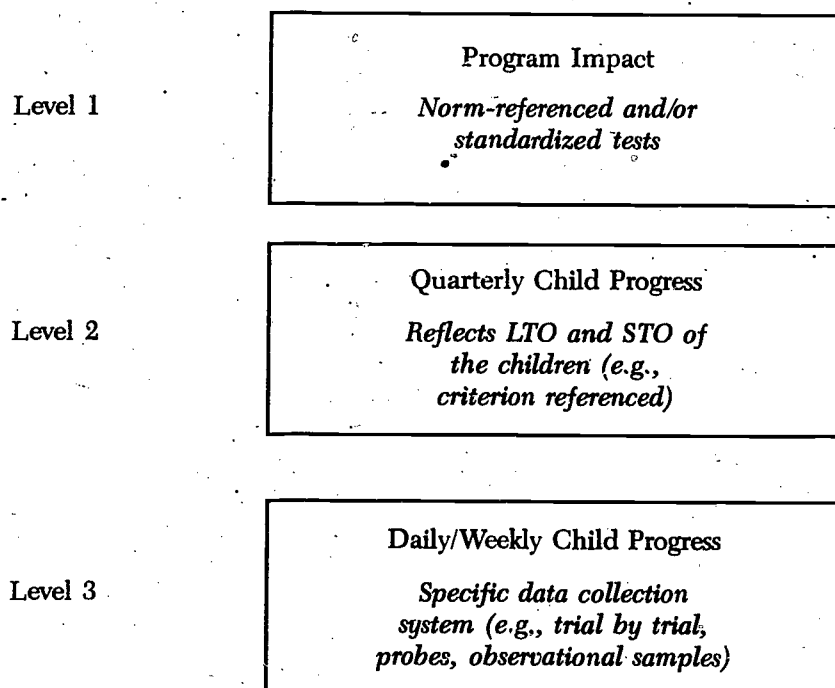 Level 1
Program Impact
Norm-referenced and/or
standardized tests
Level 2
Quarterly Child Progress
Reflects LTO and STO of
the children (e.g.,
criterion referenced)
Level 3
Daily/Weekly Child Progress
Specific data collection
system (e.g., trial by trial,
probes, observational samples)